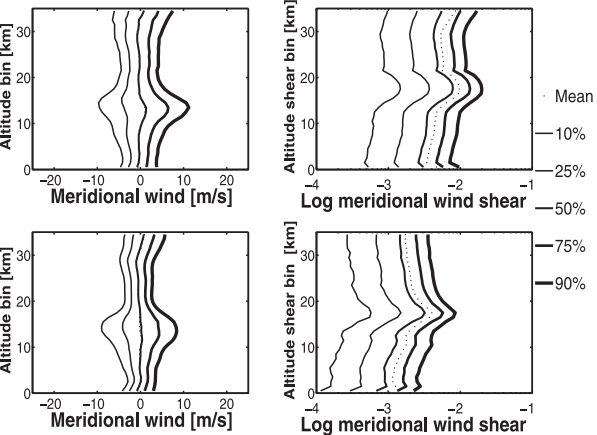 Altitude bin [km]
30
20
10
0
−20 −10 0 10 20
Meridional wind [m/s]
Altitude shear bin [km]
30
20
10
0
−4 −3 −2 −1
Log meridional wind shear
Mean
10%
25%
50%
75%
90%
Altitude bin [km]
30
20
10
0
−20 −10 0 10 20
Meridional wind [m/s]
Altitude shear bin [km]
30
20
10
0
−4 −3 −2 −1
Log meridional wind shear